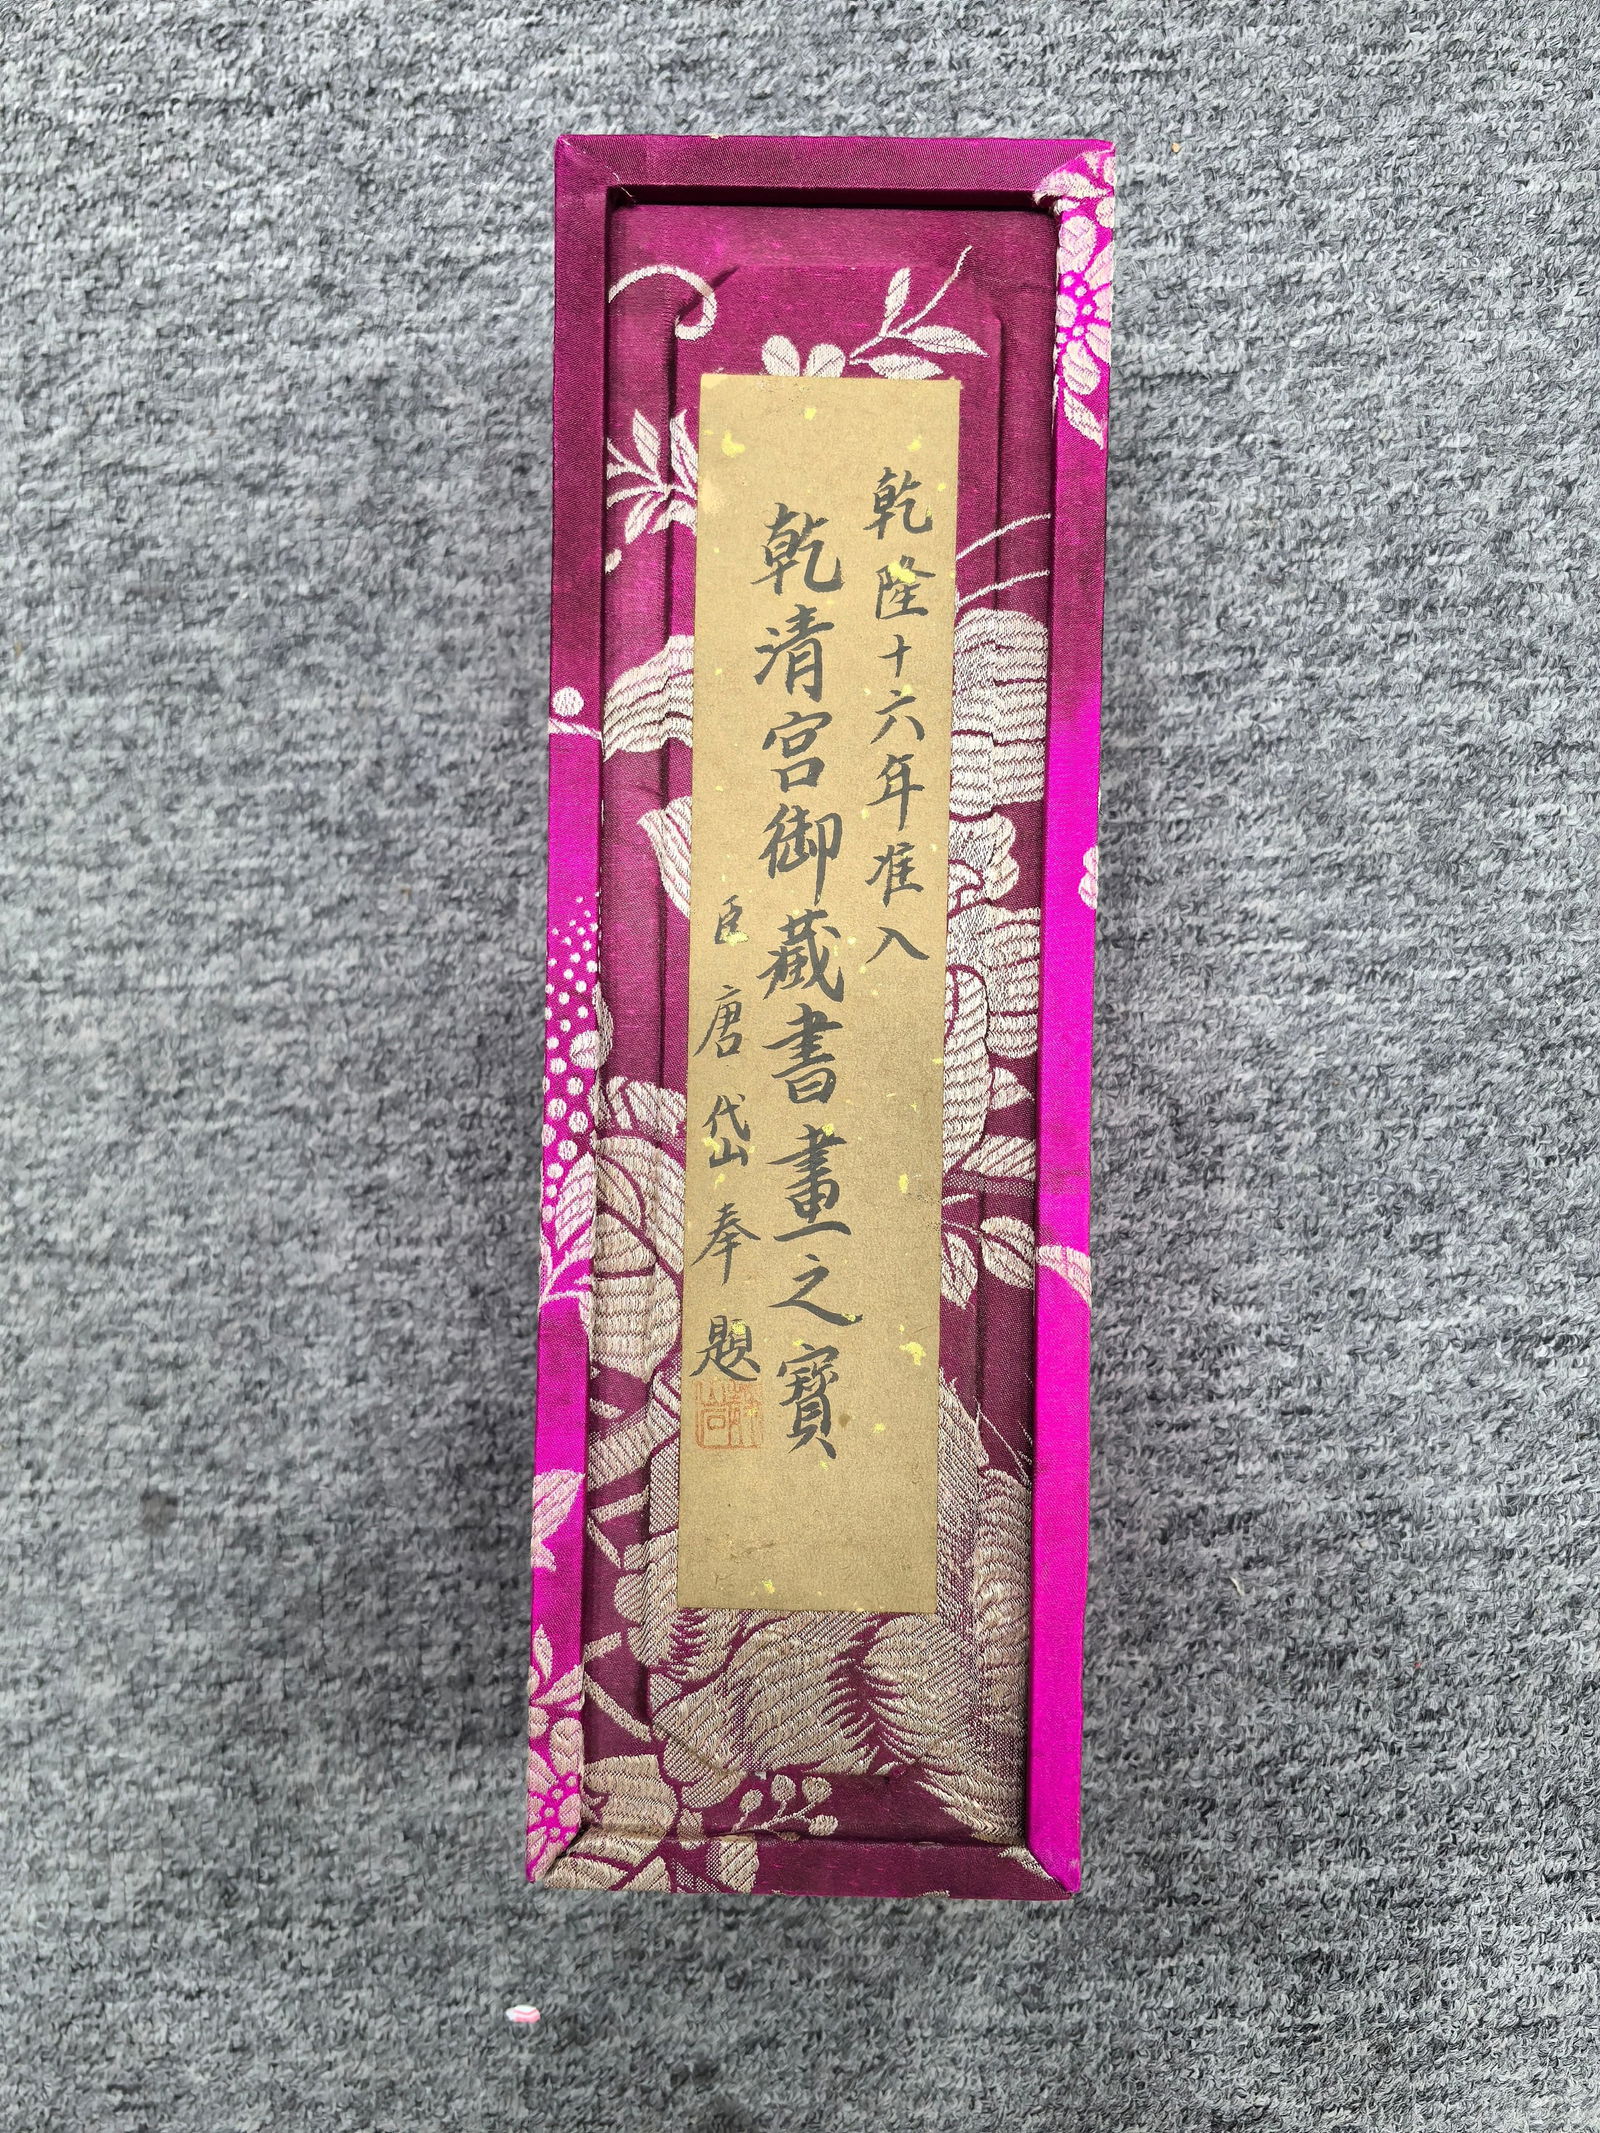 乾隆十六年准入
乾清宮御藏書畫之寶
臣唐岱奉題